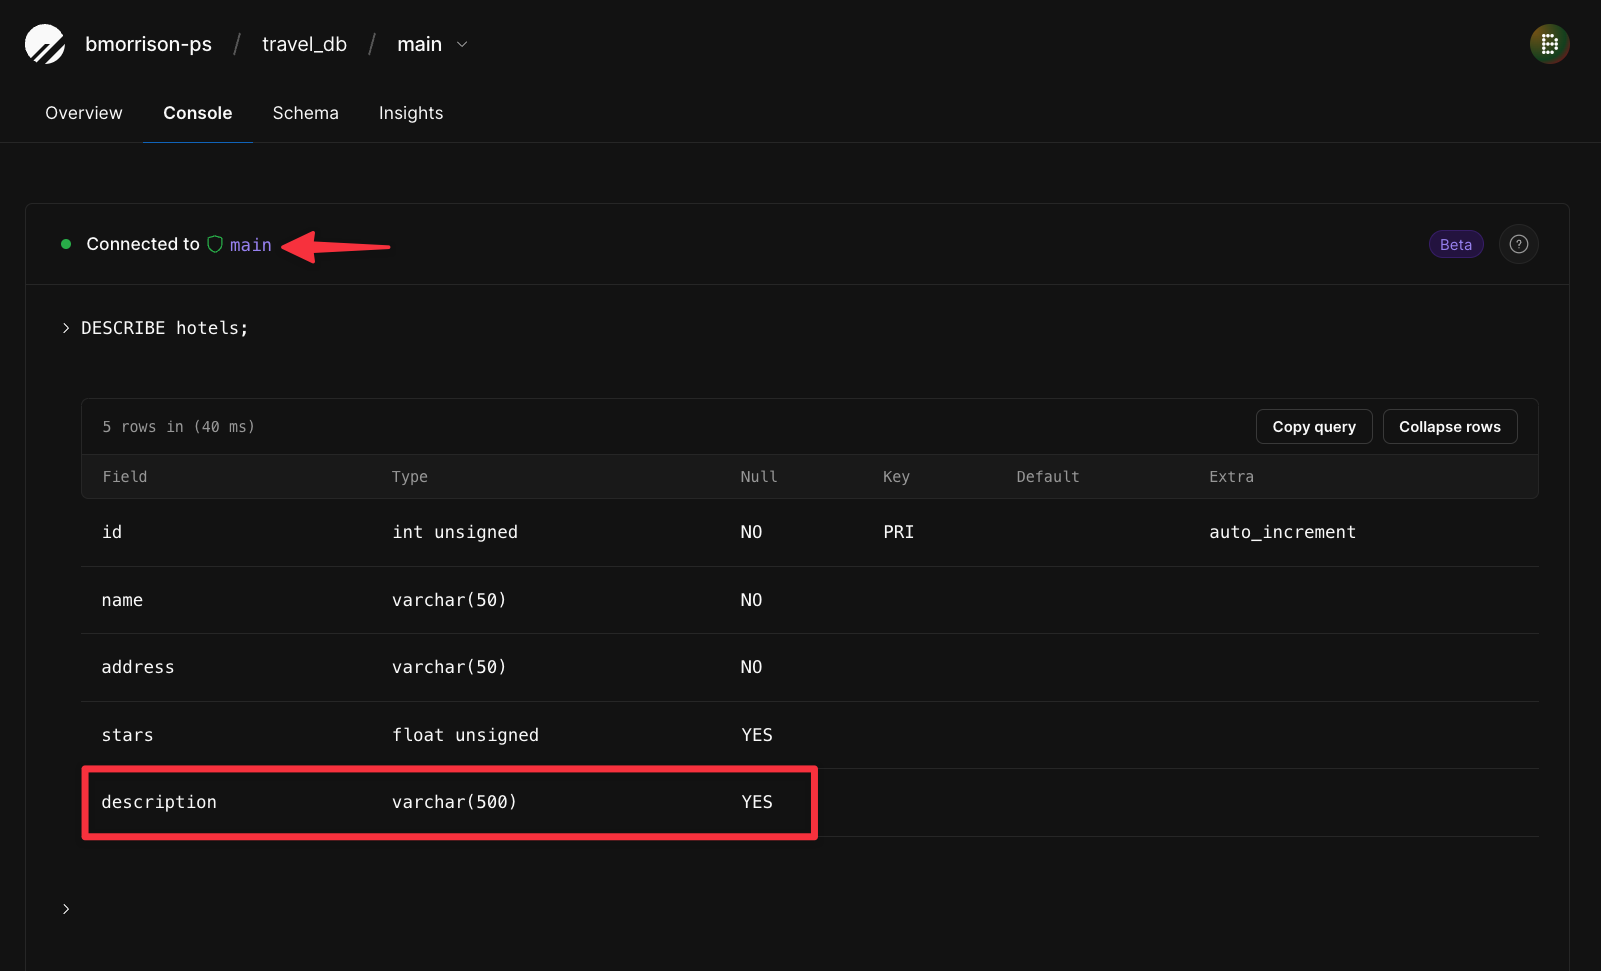 bmorrison-ps / travel_db / main
Overview Console Schema Insights
Connected to main Beta ?
> DESCRIBE hotels;
5 rows in (40 ms) Copy query Collapse rows
Field Type Null Key Default Extra
id int unsigned NO PRI auto_increment
name varchar(50) NO
address varchar(50) NO
stars float unsigned YES
description varchar(500) YES
>